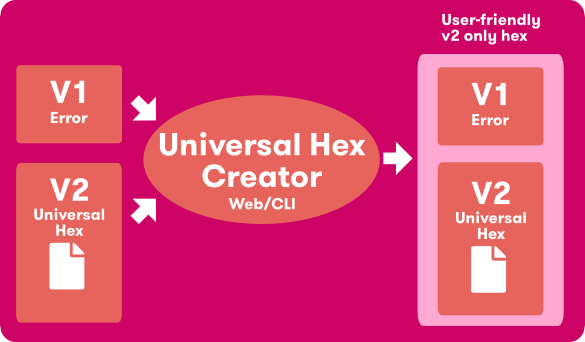 User-friendly
v2 only hex
V1
Error
V2
Universal
Hex
Universal Hex
Creator
Web/CLI
V1
Error
V2
Universal
Hex